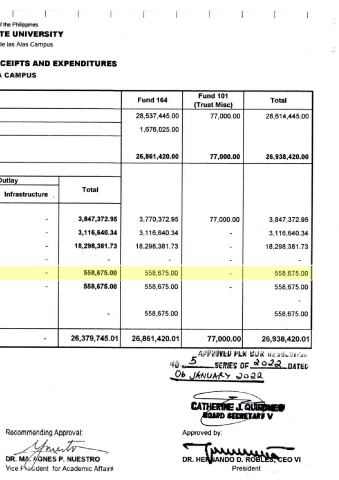 of the Philippines
TE UNIVERSITY
de las Alas Campus
CEIPTS AND EXPENDITURES
A CAMPUS
Fund 164 Fund 101 (Trust Misc) Total
28,537,445.00 77,000.00 28,614,445.00
1,676,025.00
26,861,420.00 77,000.00 26,938,420.00
Outlay
Infrastructure Total
- 3,847,372.95 3,770,372.95 77,000.00 3,847,372.95
- 3,116,640.34 3,116,640.34 - 3,116,640.34
- 18,298,381.73 18,298,381.73 - 18,298,381.73
- - - -
- 558,675.00 558,675.00 - 558,675.00
- 558,675.00 558,675.00 558,675.00
-
- 558,675.00 558,675.00
- 26,379,745.01 26,861,420.01 77,000.00 26,938,420.01
APPROVED PER BOR
5 SERIES OF 2022 DATED
06 JANUARY 2022
CATHERINE J.
BOARD SECRETARY V
Recommending Approval: Approved by:
DR. MA. AGNES P. NUESTRO DR. HERNANDO D. ROBLES, CEO VI
Vice President for Academic Affairs President